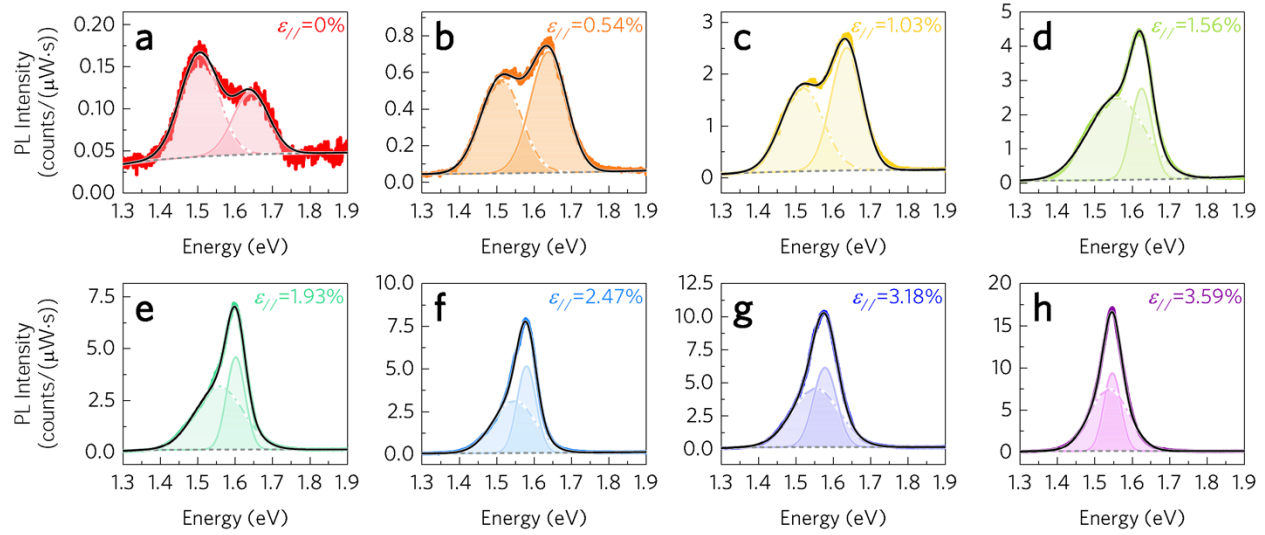 a
ε//=0%
0.20
0.15
0.10
0.05
0.00
PL Intensity
(counts/(μW·s))
1.3 1.4 1.5 1.6 1.7 1.8 1.9
Energy (eV)
b
ε//=0.54%
0.9
0.6
0.3
0.0
1.3 1.4 1.5 1.6 1.7 1.8 1.9
Energy (eV)
c
ε//=1.03%
3
2
1
0
1.3 1.4 1.5 1.6 1.7 1.8 1.9
Energy (eV)
d
ε//=1.56%
5
4
3
2
1
0
1.3 1.4 1.5 1.6 1.7 1.8 1.9
Energy (eV)
e
ε//=1.93%
7.5
5.0
2.5
0.0
PL Intensity
(counts/(μW·s))
1.3 1.4 1.5 1.6 1.7 1.8 1.9
Energy (eV)
f
ε//=2.47%
10.0
7.5
5.0
2.5
0.0
1.3 1.4 1.5 1.6 1.7 1.8 1.9
Energy (eV)
g
ε//=3.18%
12.5
10.0
7.5
5.0
2.5
0.0
1.3 1.4 1.5 1.6 1.7 1.8 1.9
Energy (eV)
h
ε//=3.59%
20
15
10
5
0
1.3 1.4 1.5 1.6 1.7 1.8 1.9
Energy (eV)